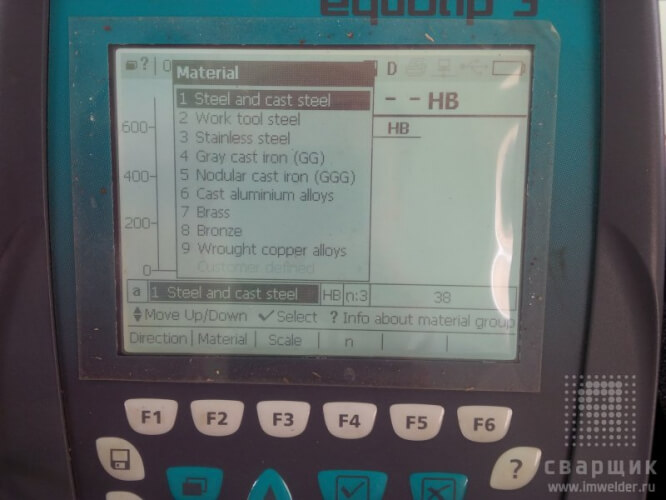 equotip 3
Material
D
1 Steel and cast steel
2 Work tool steel
3 Stainless steel
4 Gray cast iron (GG)
5 Nodular cast iron (GGG)
6 Cast aluminium alloys
7 Brass
8 Bronze
9 Wrought copper alloys
Customer defined
- - HB
HB
600
400
200
0
a 1 Steel and cast steel HB n:3 38
Move Up/Down Select ? Info about material group
Direction Material Scale n
F1 F2 F3 F4 F5 F6
?
сварщик
www.imwelder.ru